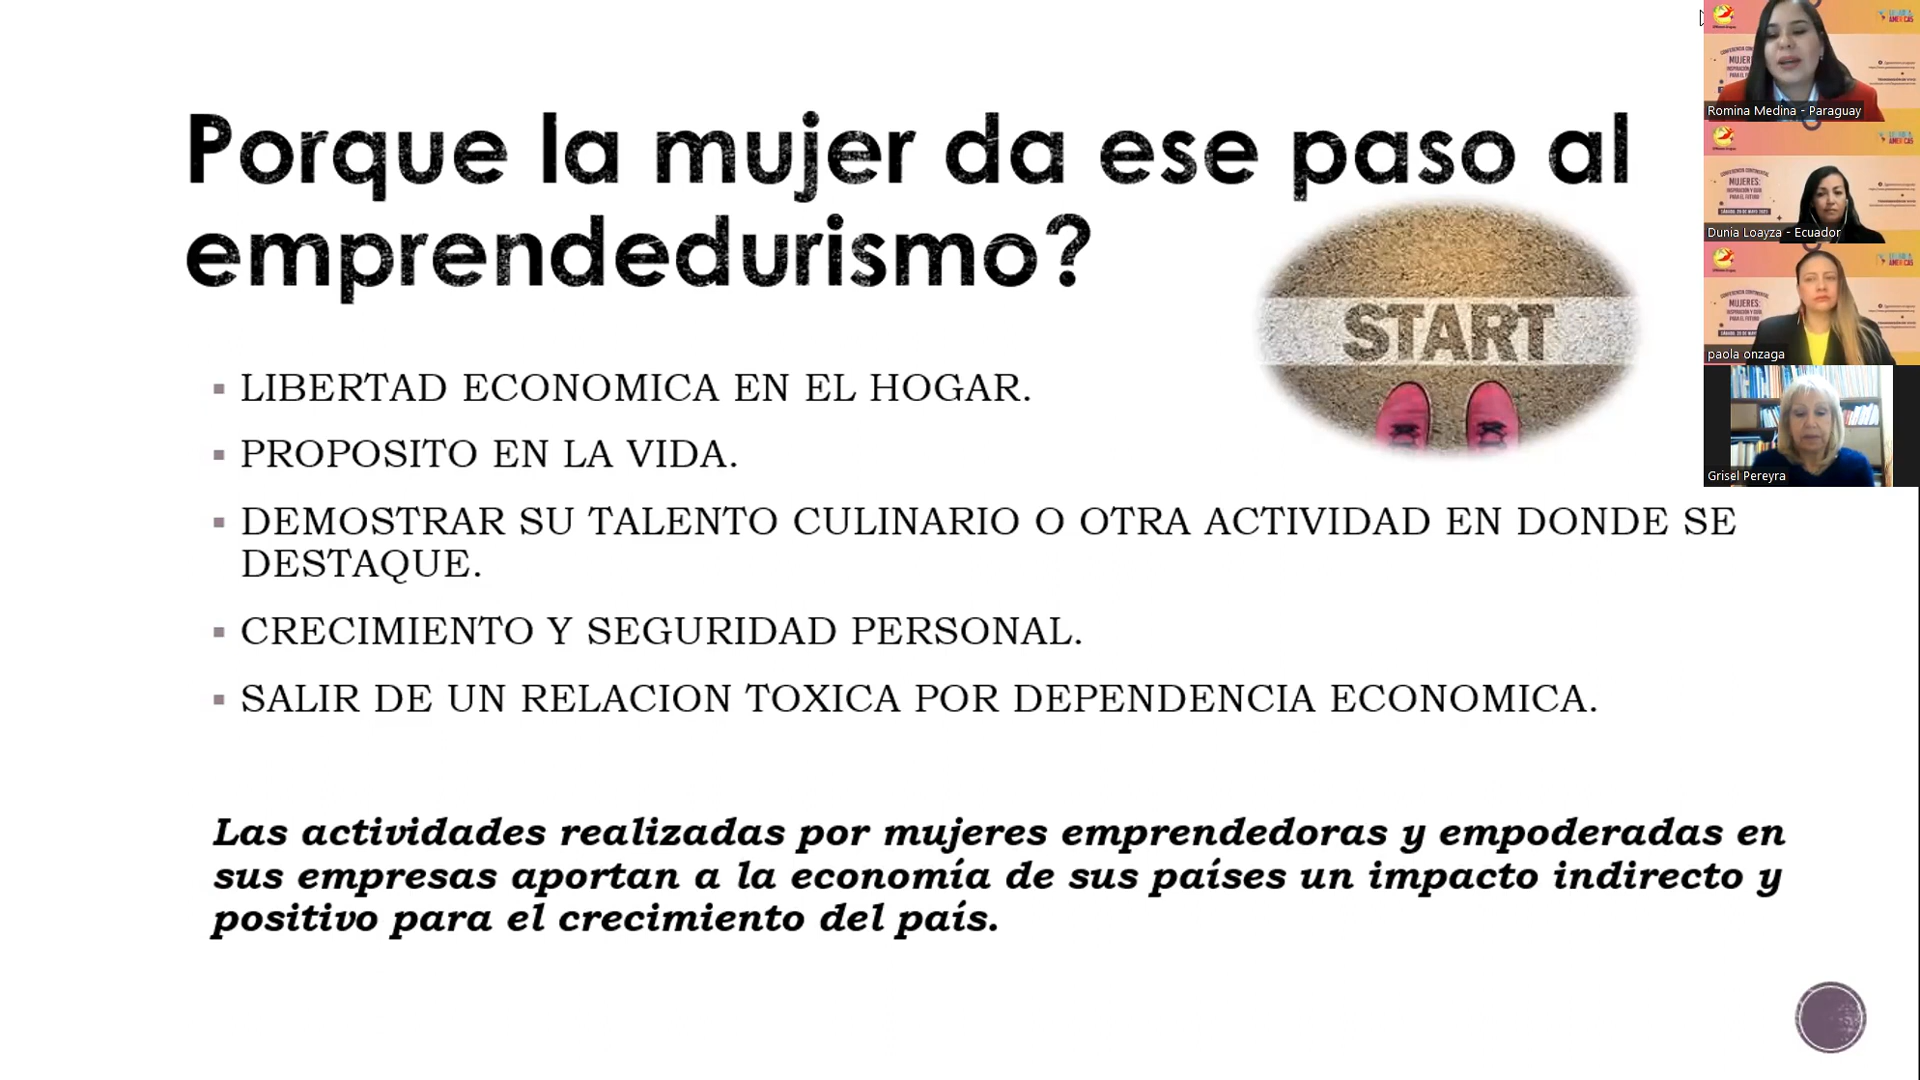 Porque la mujer da ese paso al
emprendedurismo?
START
LIBERTAD ECONOMICA EN EL HOGAR.
PROPOSITO EN LA VIDA.
DEMOSTRAR SU TALENTO CULINARIO O OTRA ACTIVIDAD EN DONDE SE
DESTAQUE.
CRECIMIENTO Y SEGURIDAD PERSONAL.
SALIR DE UN RELACION TOXICA POR DEPENDENCIA ECONOMICA.
Las actividades realizadas por mujeres emprendedoras y empoderadas en
sus empresas aportan a la economía de sus países un impacto indirecto y
positivo para el crecimiento del país.
Romina Medina - Paraguay
MUJERES:
Dunia Loayza - Ecuador
MUJERES:
paola onzaga
Grisel Pereyra